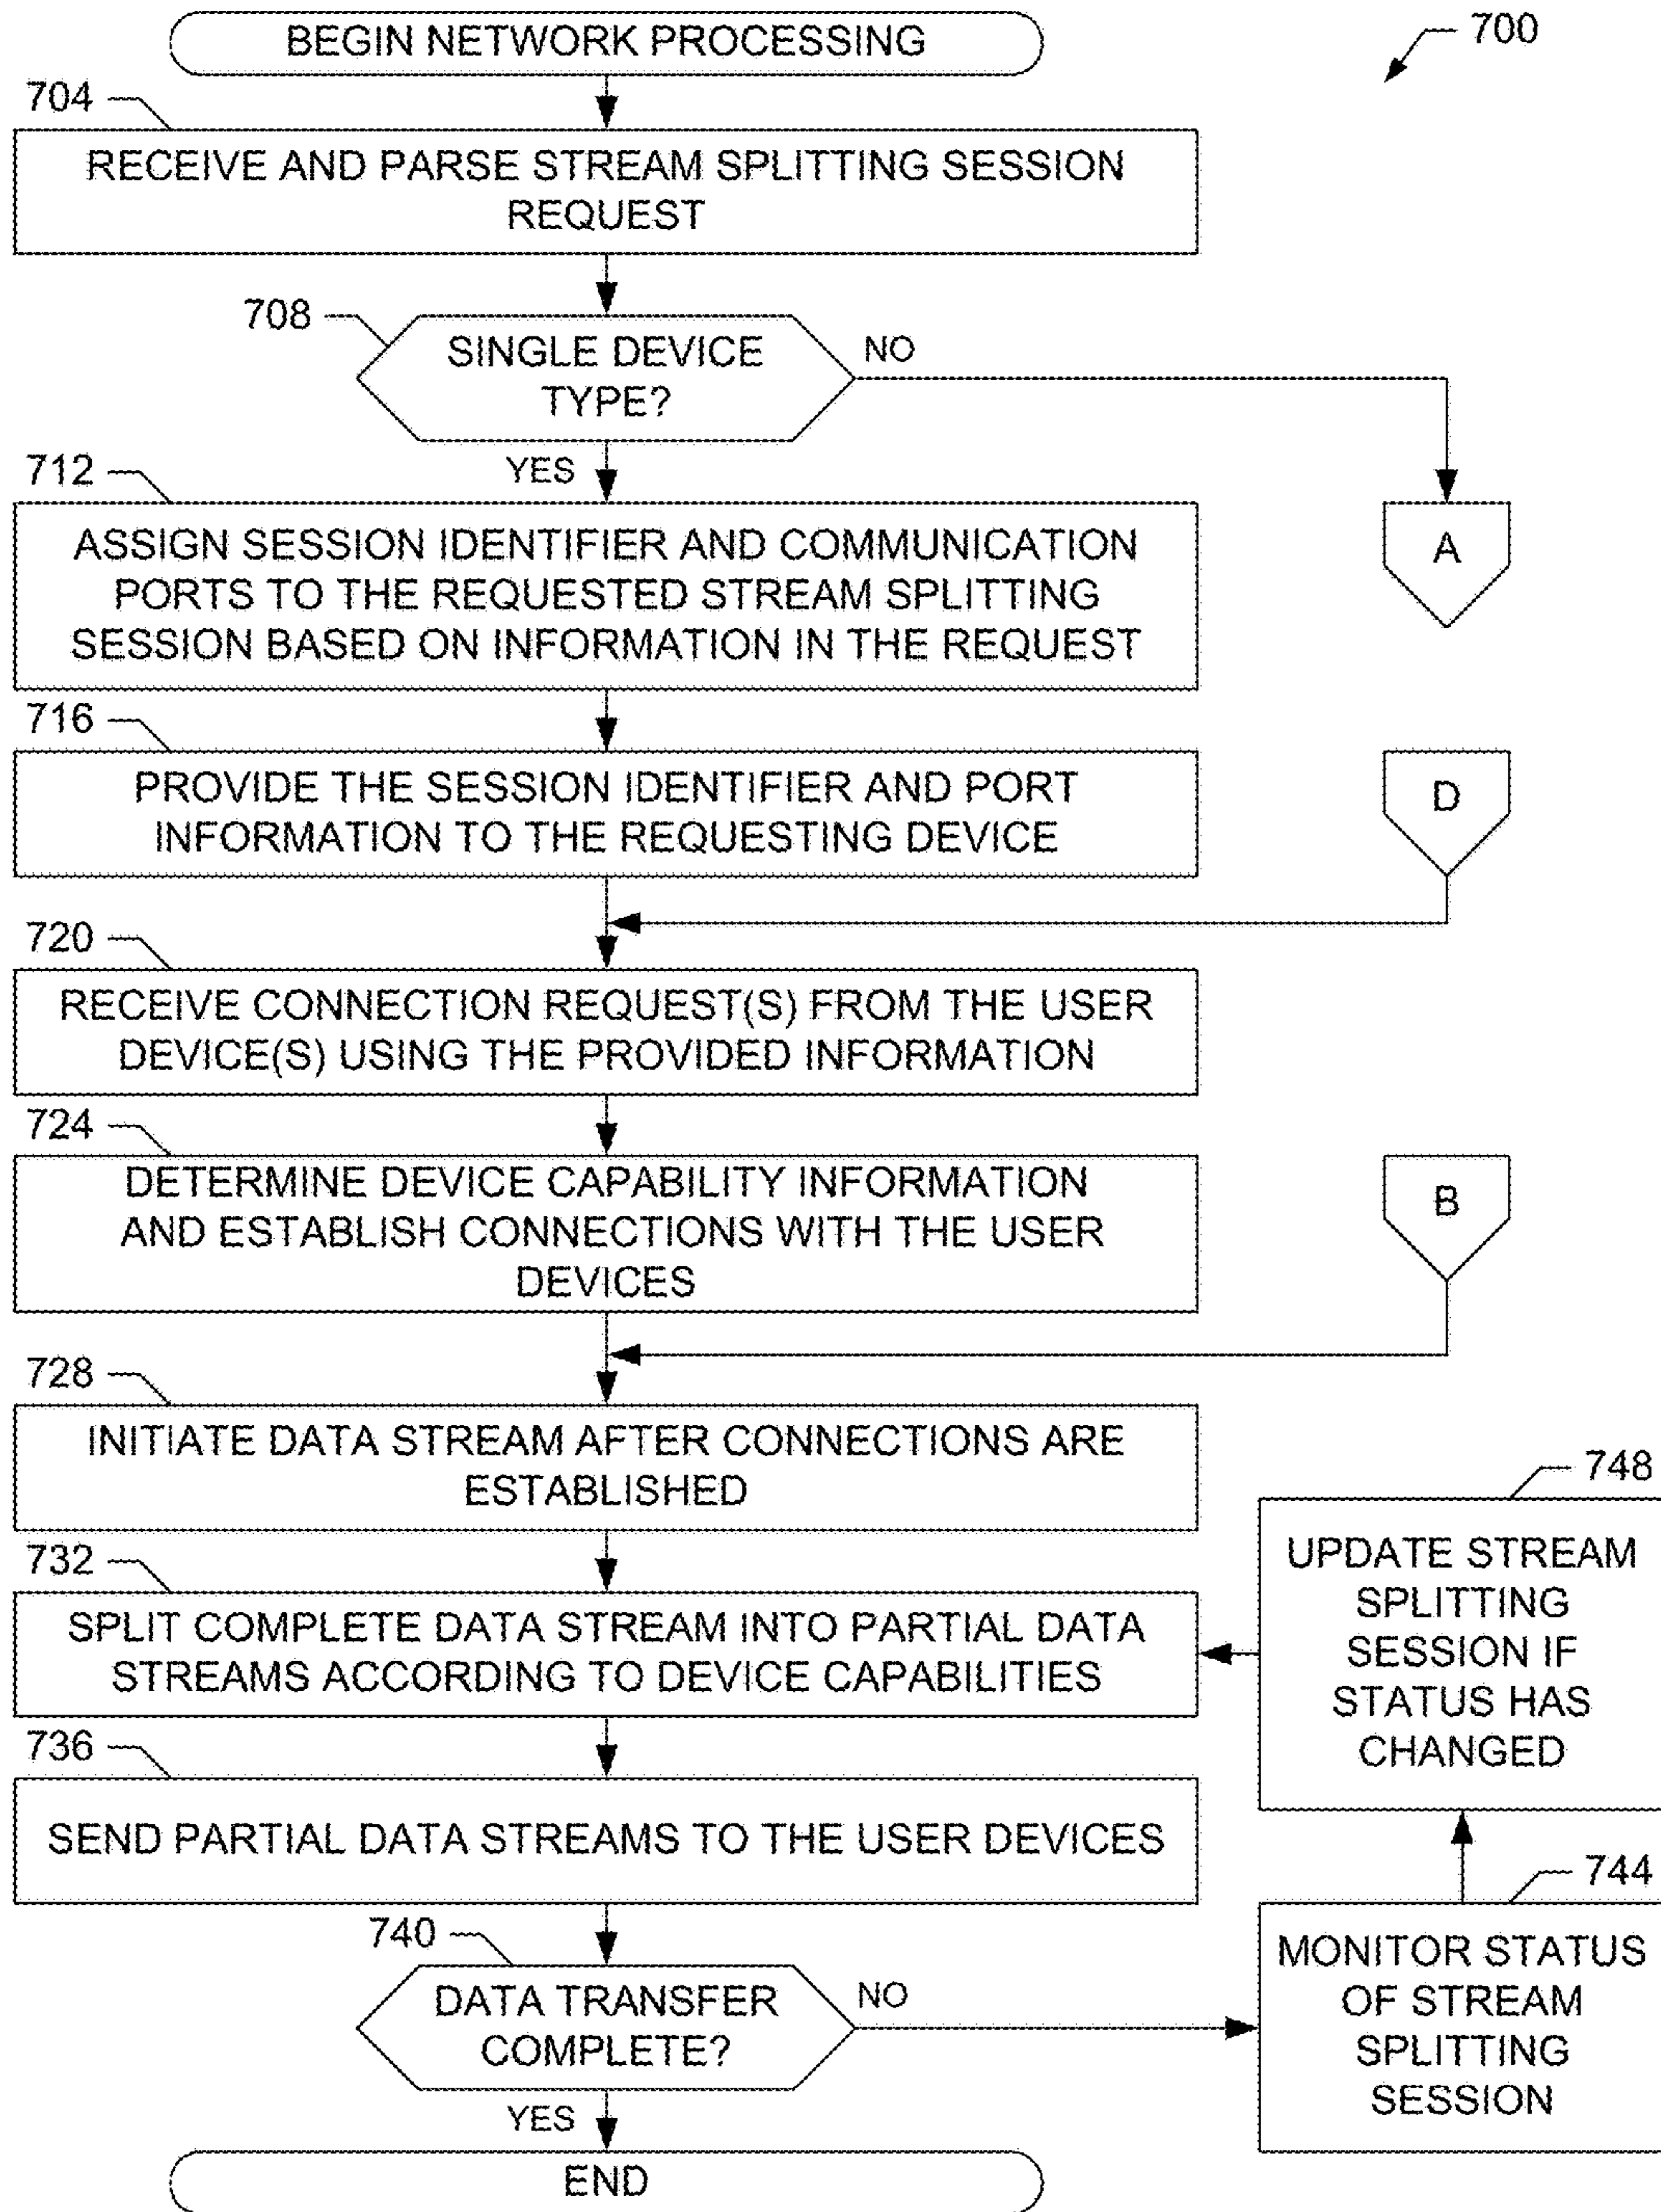 BEGIN NETWORK PROCESSING
700
704
RECEIVE AND PARSE STREAM SPLITTING SESSION
REQUEST
708
SINGLE DEVICE
TYPE?
NO
YES
712
ASSIGN SESSION IDENTIFIER AND COMMUNICATION
PORTS TO THE REQUESTED STREAM SPLITTING
SESSION BASED ON INFORMATION IN THE REQUEST
A
716
PROVIDE THE SESSION IDENTIFIER AND PORT
INFORMATION TO THE REQUESTING DEVICE
D
720
RECEIVE CONNECTION REQUEST(S) FROM THE USER
DEVICE(S) USING THE PROVIDED INFORMATION
724
DETERMINE DEVICE CAPABILITY INFORMATION
AND ESTABLISH CONNECTIONS WITH THE USER
DEVICES
B
728
INITIATE DATA STREAM AFTER CONNECTIONS ARE
ESTABLISHED
732
SPLIT COMPLETE DATA STREAM INTO PARTIAL DATA
STREAMS ACCORDING TO DEVICE CAPABILITIES
748
UPDATE STREAM
SPLITTING
SESSION IF
STATUS HAS
CHANGED
736
SEND PARTIAL DATA STREAMS TO THE USER DEVICES
740
DATA TRANSFER
COMPLETE?
NO
744
MONITOR STATUS
OF STREAM
SPLITTING
SESSION
YES
END